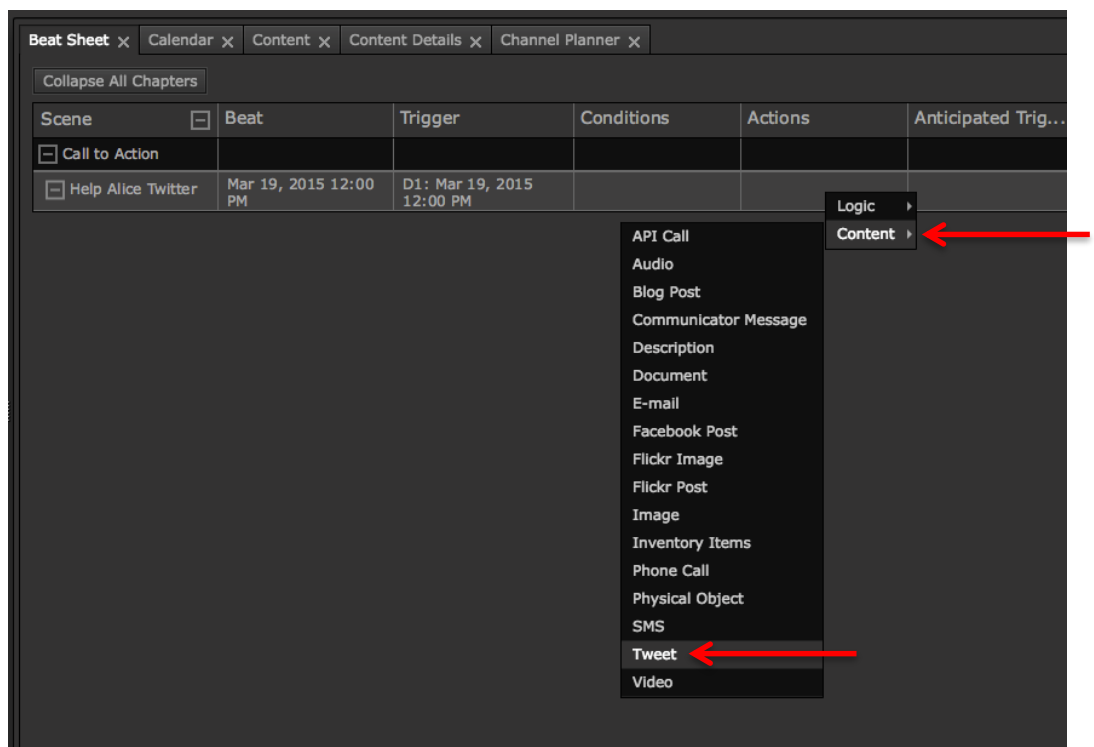 Beat Sheet x Calendar x Content x Content Details x Channel Planner x
Collapse All Chapters
Scene Beat Trigger Conditions Actions Anticipated Trig...
Call to Action
Help Alice Twitter Mar 19, 2015 12:00 PM D1: Mar 19, 2015 12:00 PM
Logic
Content
API Call
Audio
Blog Post
Communicator Message
Description
Document
E-mail
Facebook Post
Flickr Image
Flickr Post
Image
Inventory Items
Phone Call
Physical Object
SMS
Tweet
Video